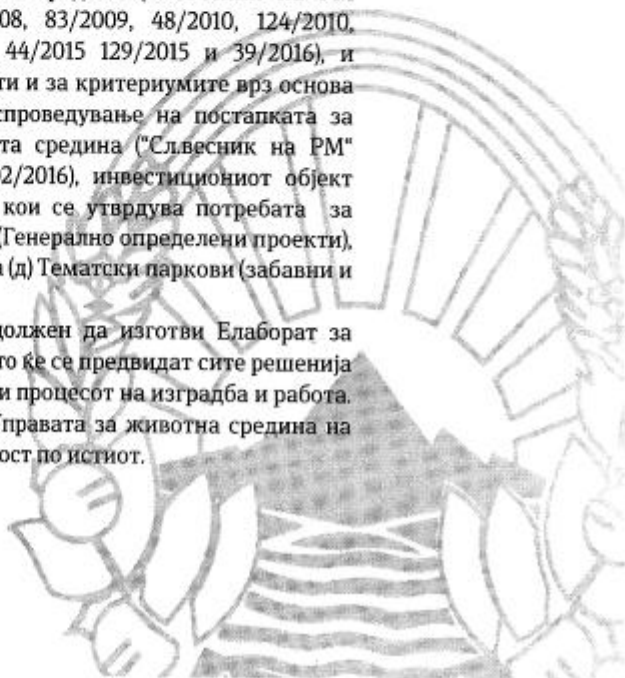 08, 83/2009, 48/2010, 124/2010,
44/2015 129/2015 и 39/2016), и
ти и за критериумите врз основа
спроведување на постапката за
та средина ("Сл.весник на РМ"
02/2016), инвестициониот објект
кои се утврдува потребата за
(Генерално определени проекти),
а (д) Тематски паркови (забавни и
должен да изготви Елаборат за
то ќе се предвидат сите решенија
и процесот на изградба и работа.
Управата за животна средина на
ост по истиот.